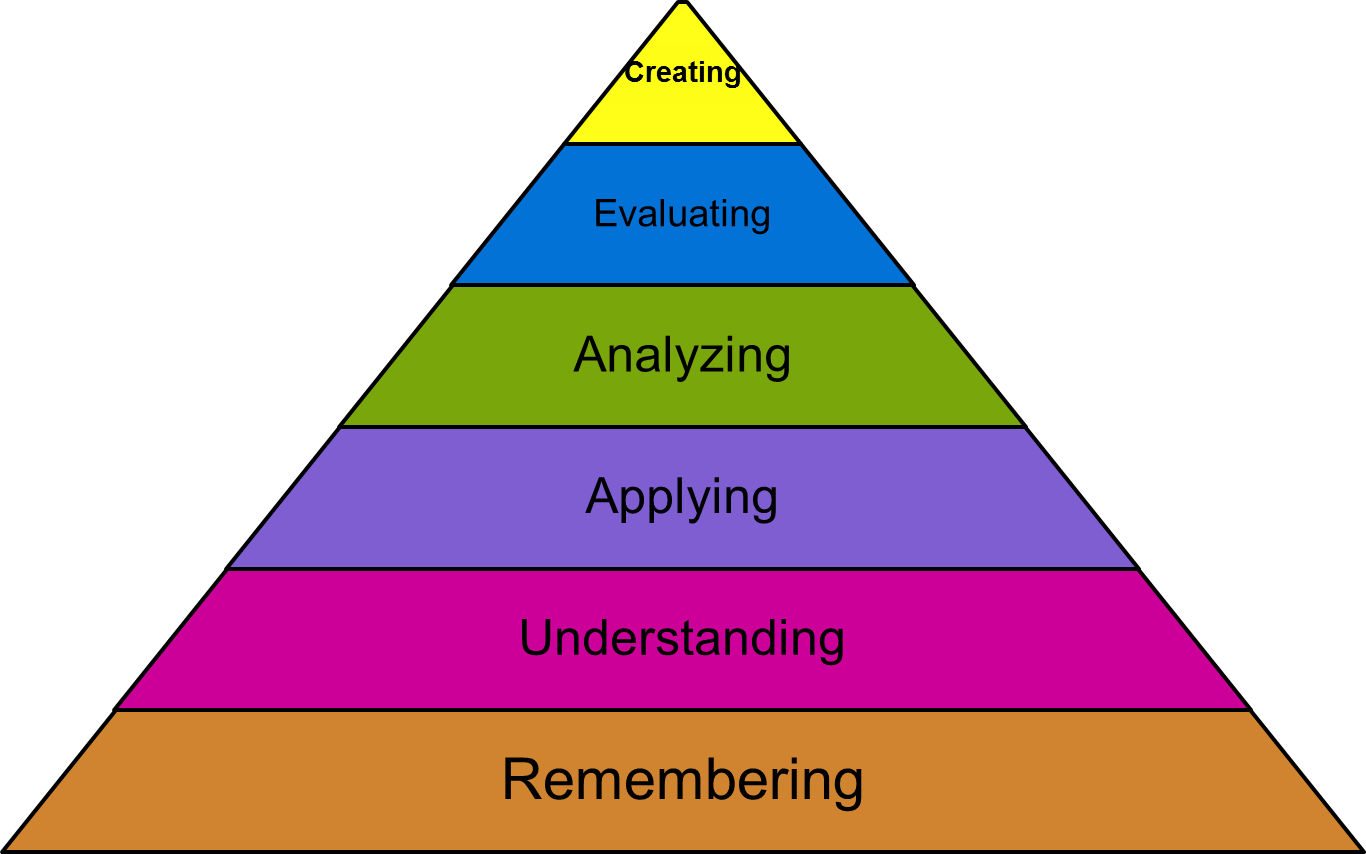 Creating
Evaluating
Analyzing
Applying
Understanding
Remembering